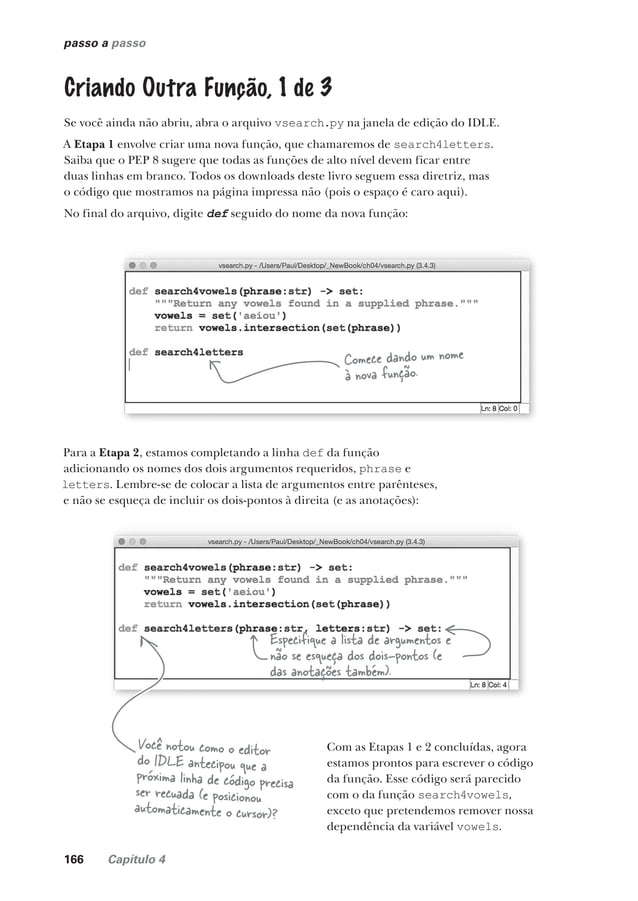 passo a passo
Criando Outra Função, 1 de 3
Se você ainda não abriu, abra o arquivo vsearch.py na janela de edição do IDLE.
A Etapa 1 envolve criar uma nova função, que chamaremos de search4letters.
Saiba que o PEP 8 sugere que todas as funções de alto nível devem ficar entre
duas linhas em branco. Todos os downloads deste livro seguem essa diretriz, mas
o código que mostramos na página impressa não (pois o espaço é caro aqui).
No final do arquivo, digite def seguido do nome da nova função:
vsearch.py - /Users/Paul/Desktop/_NewBook/ch04/vsearch.py (3.4.3)
def search4vowels(phrase:str) -> set:
    """Return any vowels found in a supplied phrase."""
    vowels = set('aeiou')
    return vowels.intersection(set(phrase))
def search4letters
Comece dando um nome
à nova função.
Ln: 8 Col: 0
Para a Etapa 2, estamos completando a linha def da função
adicionando os nomes dos dois argumentos requeridos, phrase e
letters. Lembre-se de colocar a lista de argumentos entre parênteses,
e não se esqueça de incluir os dois-pontos à direita (e as anotações):
vsearch.py - /Users/Paul/Desktop/_NewBook/ch04/vsearch.py (3.4.3)
def search4vowels(phrase:str) -> set:
    """Return any vowels found in a supplied phrase."""
    vowels = set('aeiou')
    return vowels.intersection(set(phrase))
def search4letters(phrase:str, letters:str) -> set:
Especifique a lista de argumentos e
não se esqueça dos dois-pontos (e
das anotações também).
Ln: 8 Col: 4
Você notou como o editor
do IDLE antecipou que a
próxima linha de código precisa
ser recuada (e posicionou
automaticamente o cursor)?
Com as Etapas 1 e 2 concluídas, agora
estamos prontos para escrever o código
da função. Esse código será parecido
com o da função search4vowels,
exceto que pretendemos remover nossa
dependência da variável vowels.
166 Capítulo 4